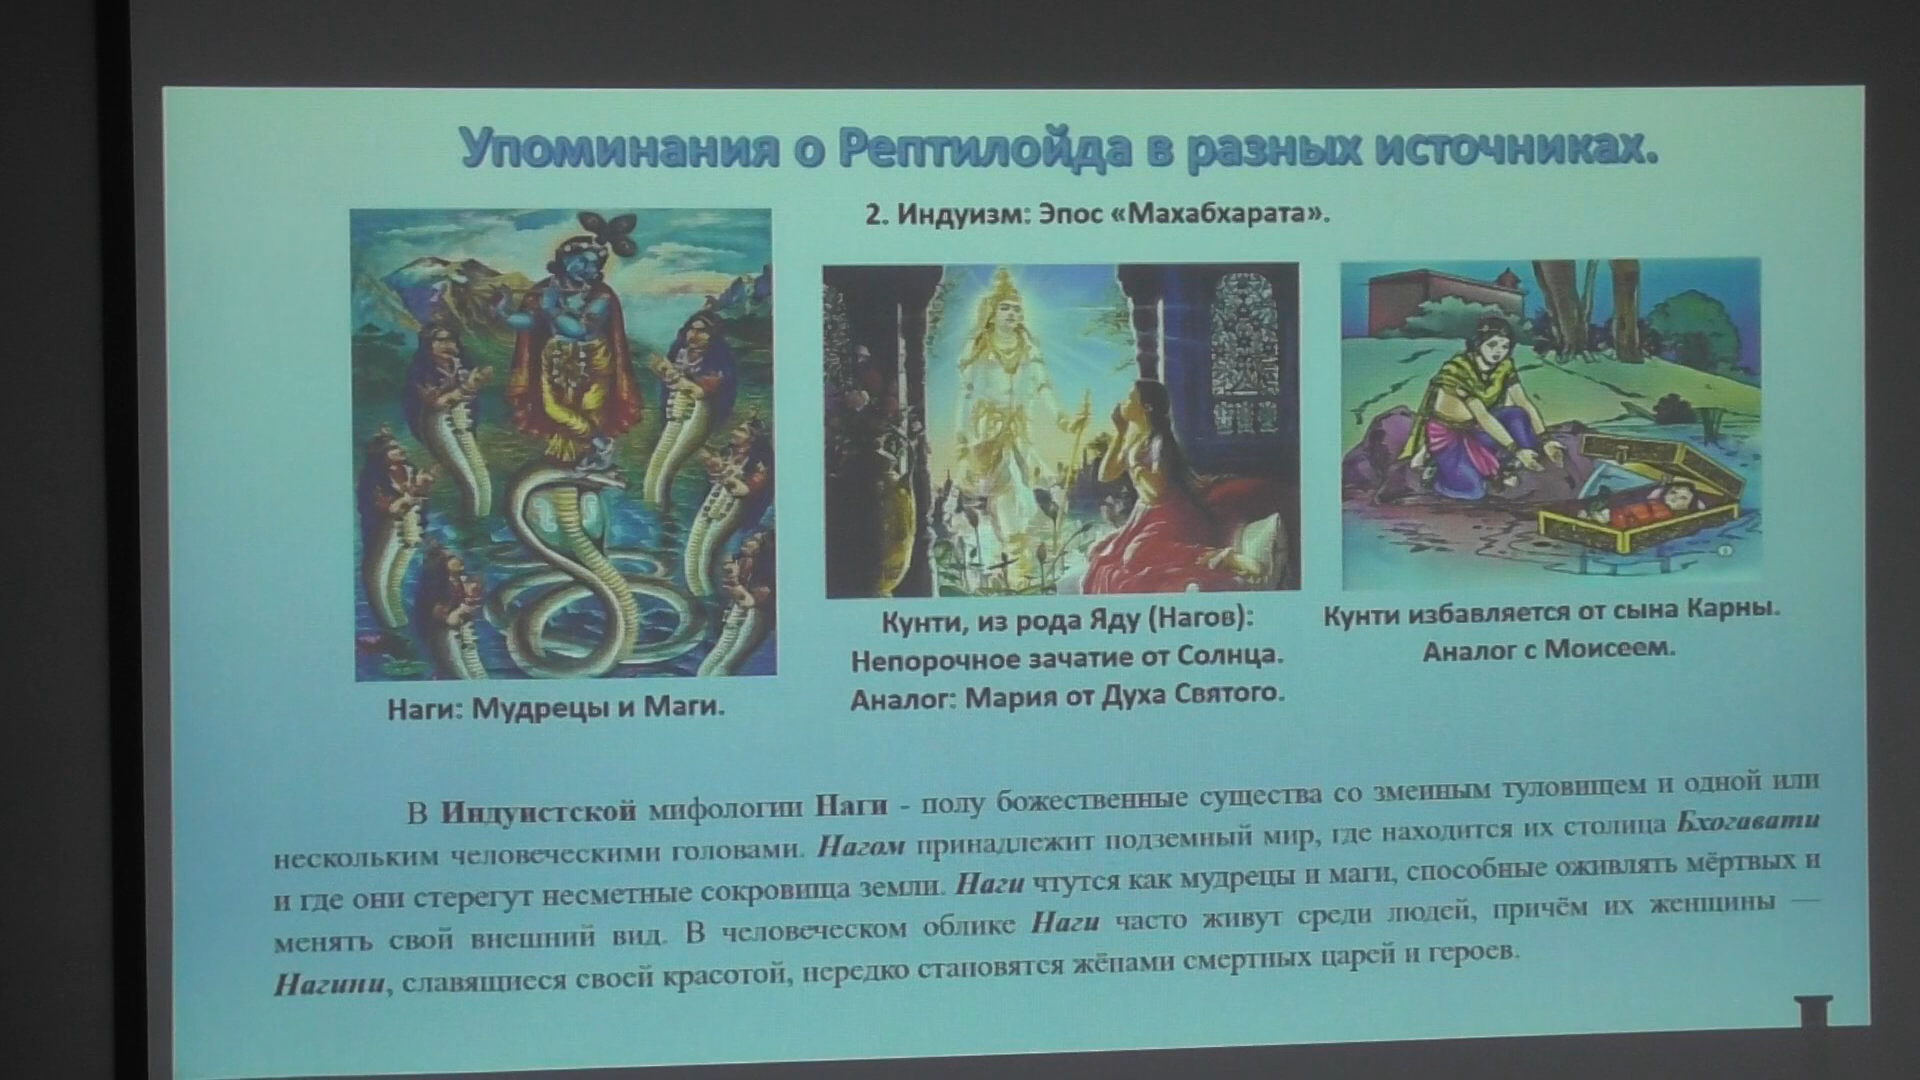 Упоминания о Рептилойда в разных источниках.
2. Индуизм: Эпос «Махабхарата».
Наги: Мудрецы и Маги.
Кунти, из рода Яду (Нагов):
Непорочное зачатие от Солнца.
Аналог: Мария от Духа Святого.
Кунти избавляется от сына Карны.
Аналог с Моисеем.
В Индуистской мифологии Наги - полу божественные существа со змеиным туловищем и одной или
нескольким человеческими головами. Нагам принадлежит подземный мир, где находится их столица Бхогавати
и где они стерегут несметные сокровища земли. Наги чтутся как мудрецы и маги, способные оживлять мёртвых и
менять свой внешний вид. В человеческом облике Наги часто живут среди людей, причём их женщины —
Нагини, славящиеся своей красотой, нередко становятся жёнами смертных царей и героев.